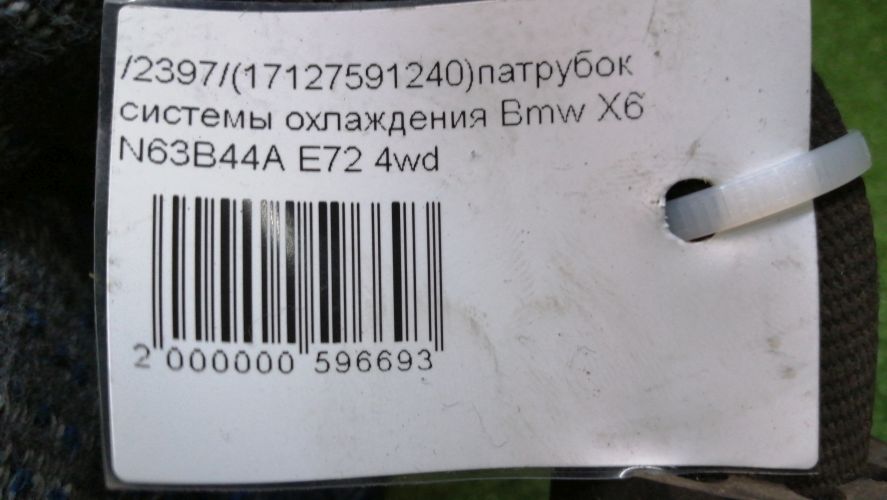 /2397/(17127591240)патрубок
системы охлаждения Bmw X6
N63B44A E72 4wd
2 000000 596693